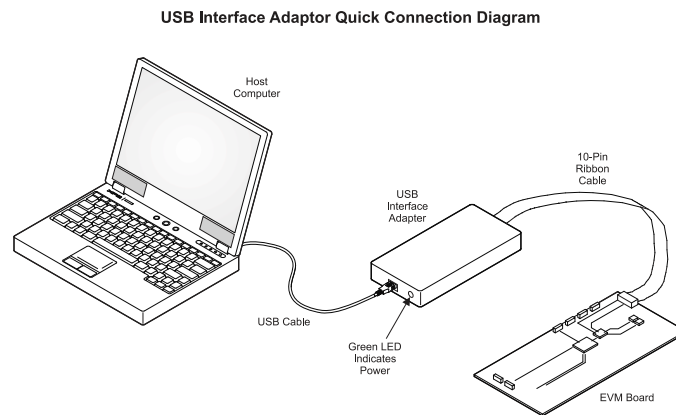 USB Interface Adaptor Quick Connection Diagram
Host
Computer
10-Pin
Ribbon
Cable
USB
Interface
Adapter
USB Cable
Green LED
Indicates
Power
EVM Board